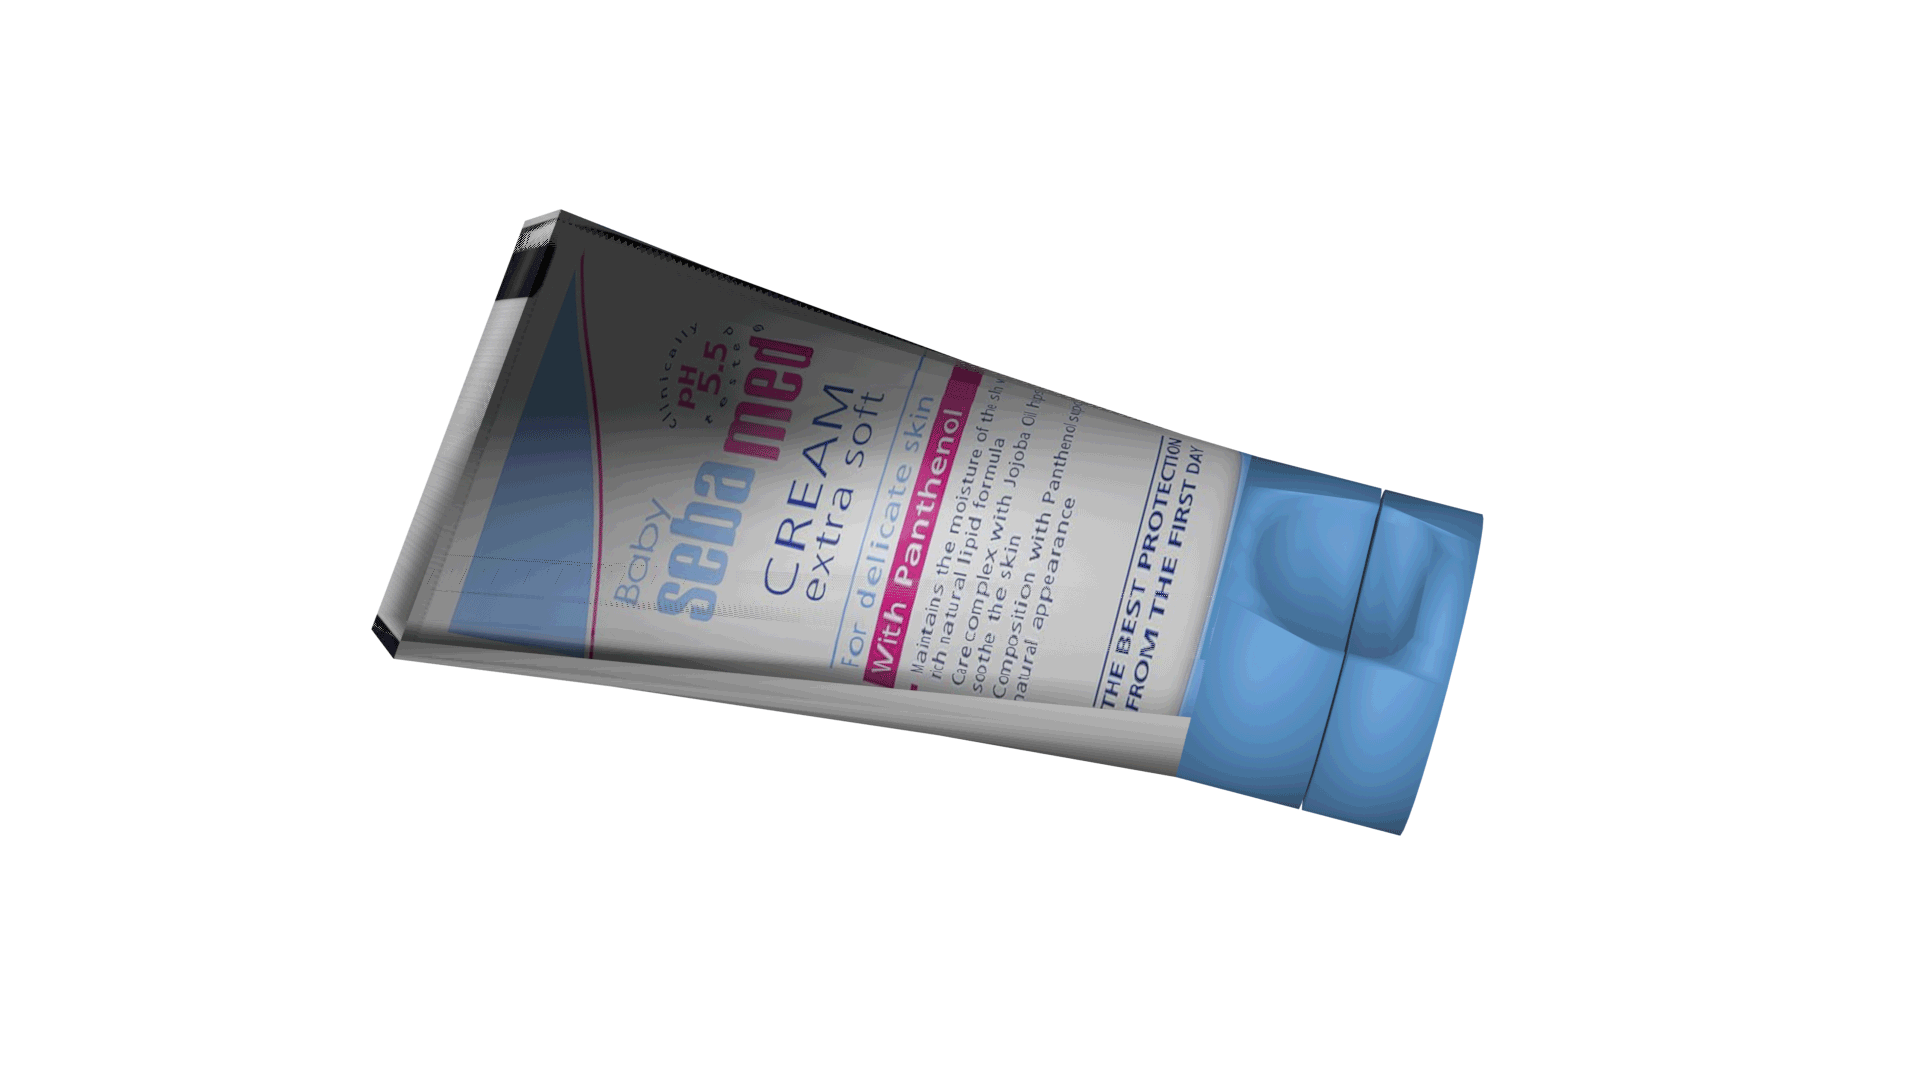 Clinically
PH
5.5
Tested
Baby
sebamed
CREAM
extra soft
For delicate skin
With Panthenol
Maintains the moisture of the
rich natural lipid formula
Care complex with Jojoba Oil
soothe the skin
Composition with Panthenol
natural appearance
THE BEST PROTECTION
FROM THE FIRST DAY